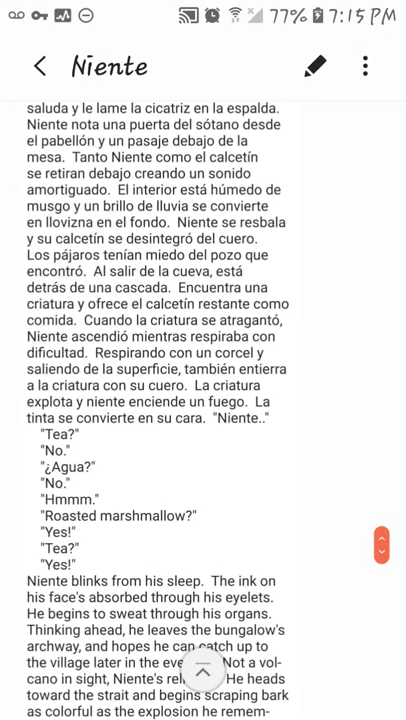 77% 7:15 PM
Niente
saluda y le lame la cicatriz en la espalda.
Niente nota una puerta del sótano desde
el pabellón y un pasaje debajo de la
mesa.  Tanto Niente como el calcetín
se retiran debajo creando un sonido
amortiguado.  El interior está húmedo de
musgo y un brillo de lluvia se convierte
en llovizna en el fondo.  Niente se resbala
y su calcetín se desintegró del cuero.
Los pájaros tenían miedo del pozo que
encontró.  Al salir de la cueva, está
detrás de una cascada.  Encuentra una
criatura y ofrece el calcetín restante como
comida.  Cuando la criatura se atragantó,
Niente ascendió mientras respiraba con
dificultad.  Respirando con un corcel y
saliendo de la superficie, también entierra
a la criatura con su cuero.  La criatura
explota y niente enciende un fuego.  La
tinta se convierte en su cara.  "Niente.."
"Tea?"
"No."
"¿Agua?"
"No."
"Hmmm."
"Roasted marshmallow?"
"Yes!"
"Tea?"
"Yes!"
Niente blinks from his sleep.  The ink on
his face's absorbed through his eyelets.
He begins to sweat through his organs.
Thinking ahead, he leaves the bungalow's
archway, and hopes he can catch up to
the village later in the Not a vol-
cano in sight, Niente's He heads
toward the strait and begins scraping bark
as colorful as the explosion he remem-